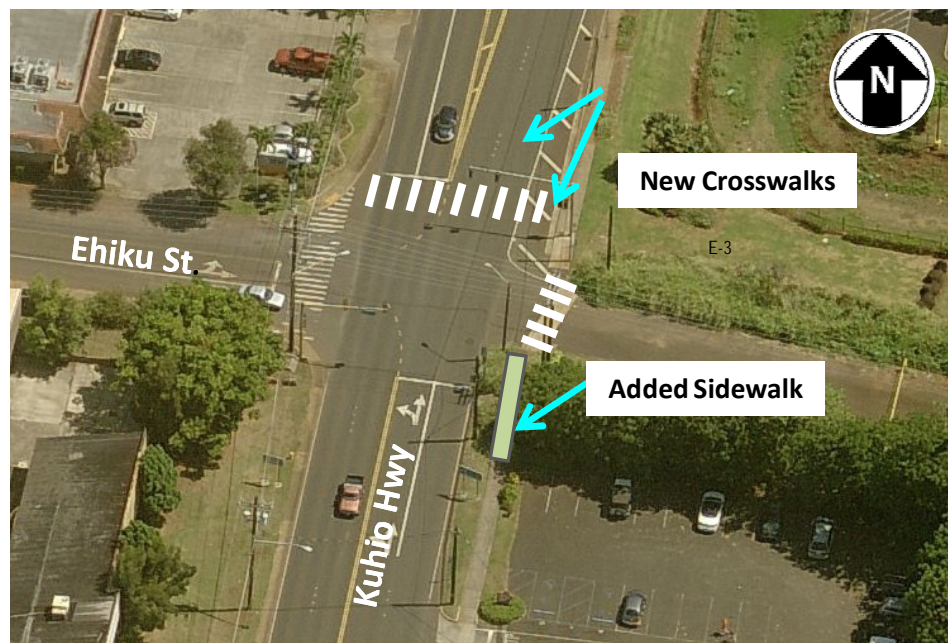 N
New Crosswalks
E-3
Ehiku St.
Added Sidewalk
Kuhio Hwy